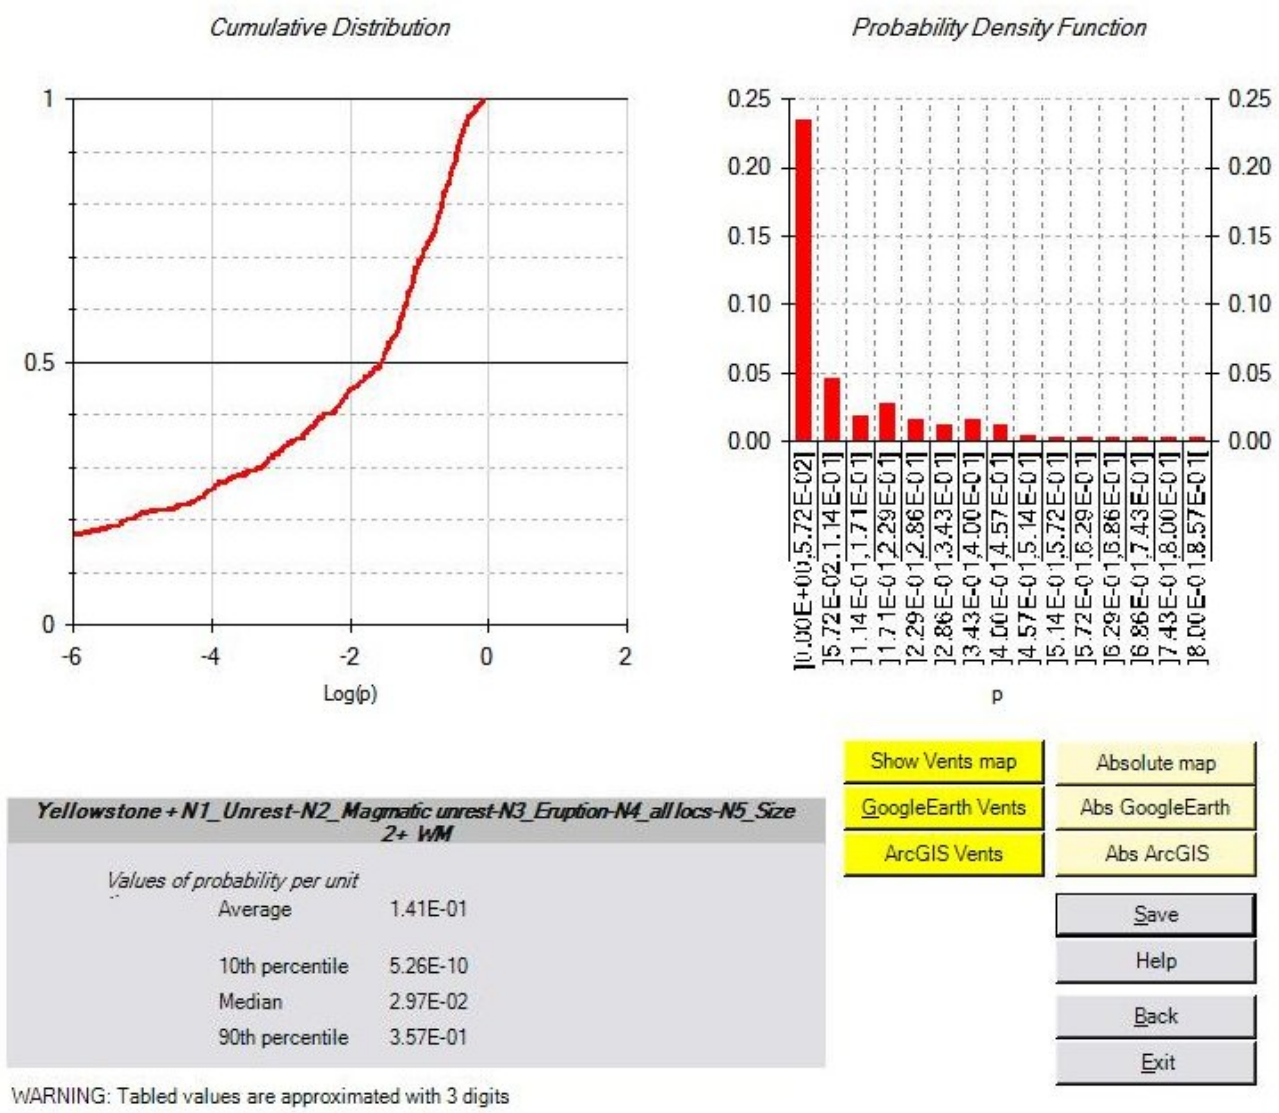 Cumulative Distribution
1
0.5
0
-6 -4 -2 0 2
Log(p)
Probability Density Function
0.25 0.25
0.20 0.20
0.15 0.15
0.10 0.10
0.05 0.05
0.00 0.00
]0.00E+00,5.72E-02]
]5.72E-02,1.14E-01]
]1.14E-01,1.71E-01]
]1.71E-01,2.29E-01]
]2.29E-01,2.86E-01]
]2.86E-01,3.43E-01]
]3.43E-01,4.00E-01]
]4.00E-01,4.57E-01]
]4.57E-01,5.14E-01]
]5.14E-01,5.72E-01]
]5.72E-01,6.29E-01]
]6.29E-01,6.86E-01]
]6.86E-01,7.43E-01]
]7.43E-01,8.00E-01]
]8.00E-01,8.57E-01[
p
Show Vents map
Absolute map
GoogleEarth Vents
Abs GoogleEarth
ArcGIS Vents
Abs ArcGIS
Save
Help
Back
Exit
Yellowstone + N1_Unrest-N2_Magmatic unrest-N3_Eruption-N4_all locs-N5_Size
2+ WM
Values of probability per unit
Average 1.41E-01
10th percentile 5.26E-10
Median 2.97E-02
90th percentile 3.57E-01
WARNING: Tabled values are approximated with 3 digits